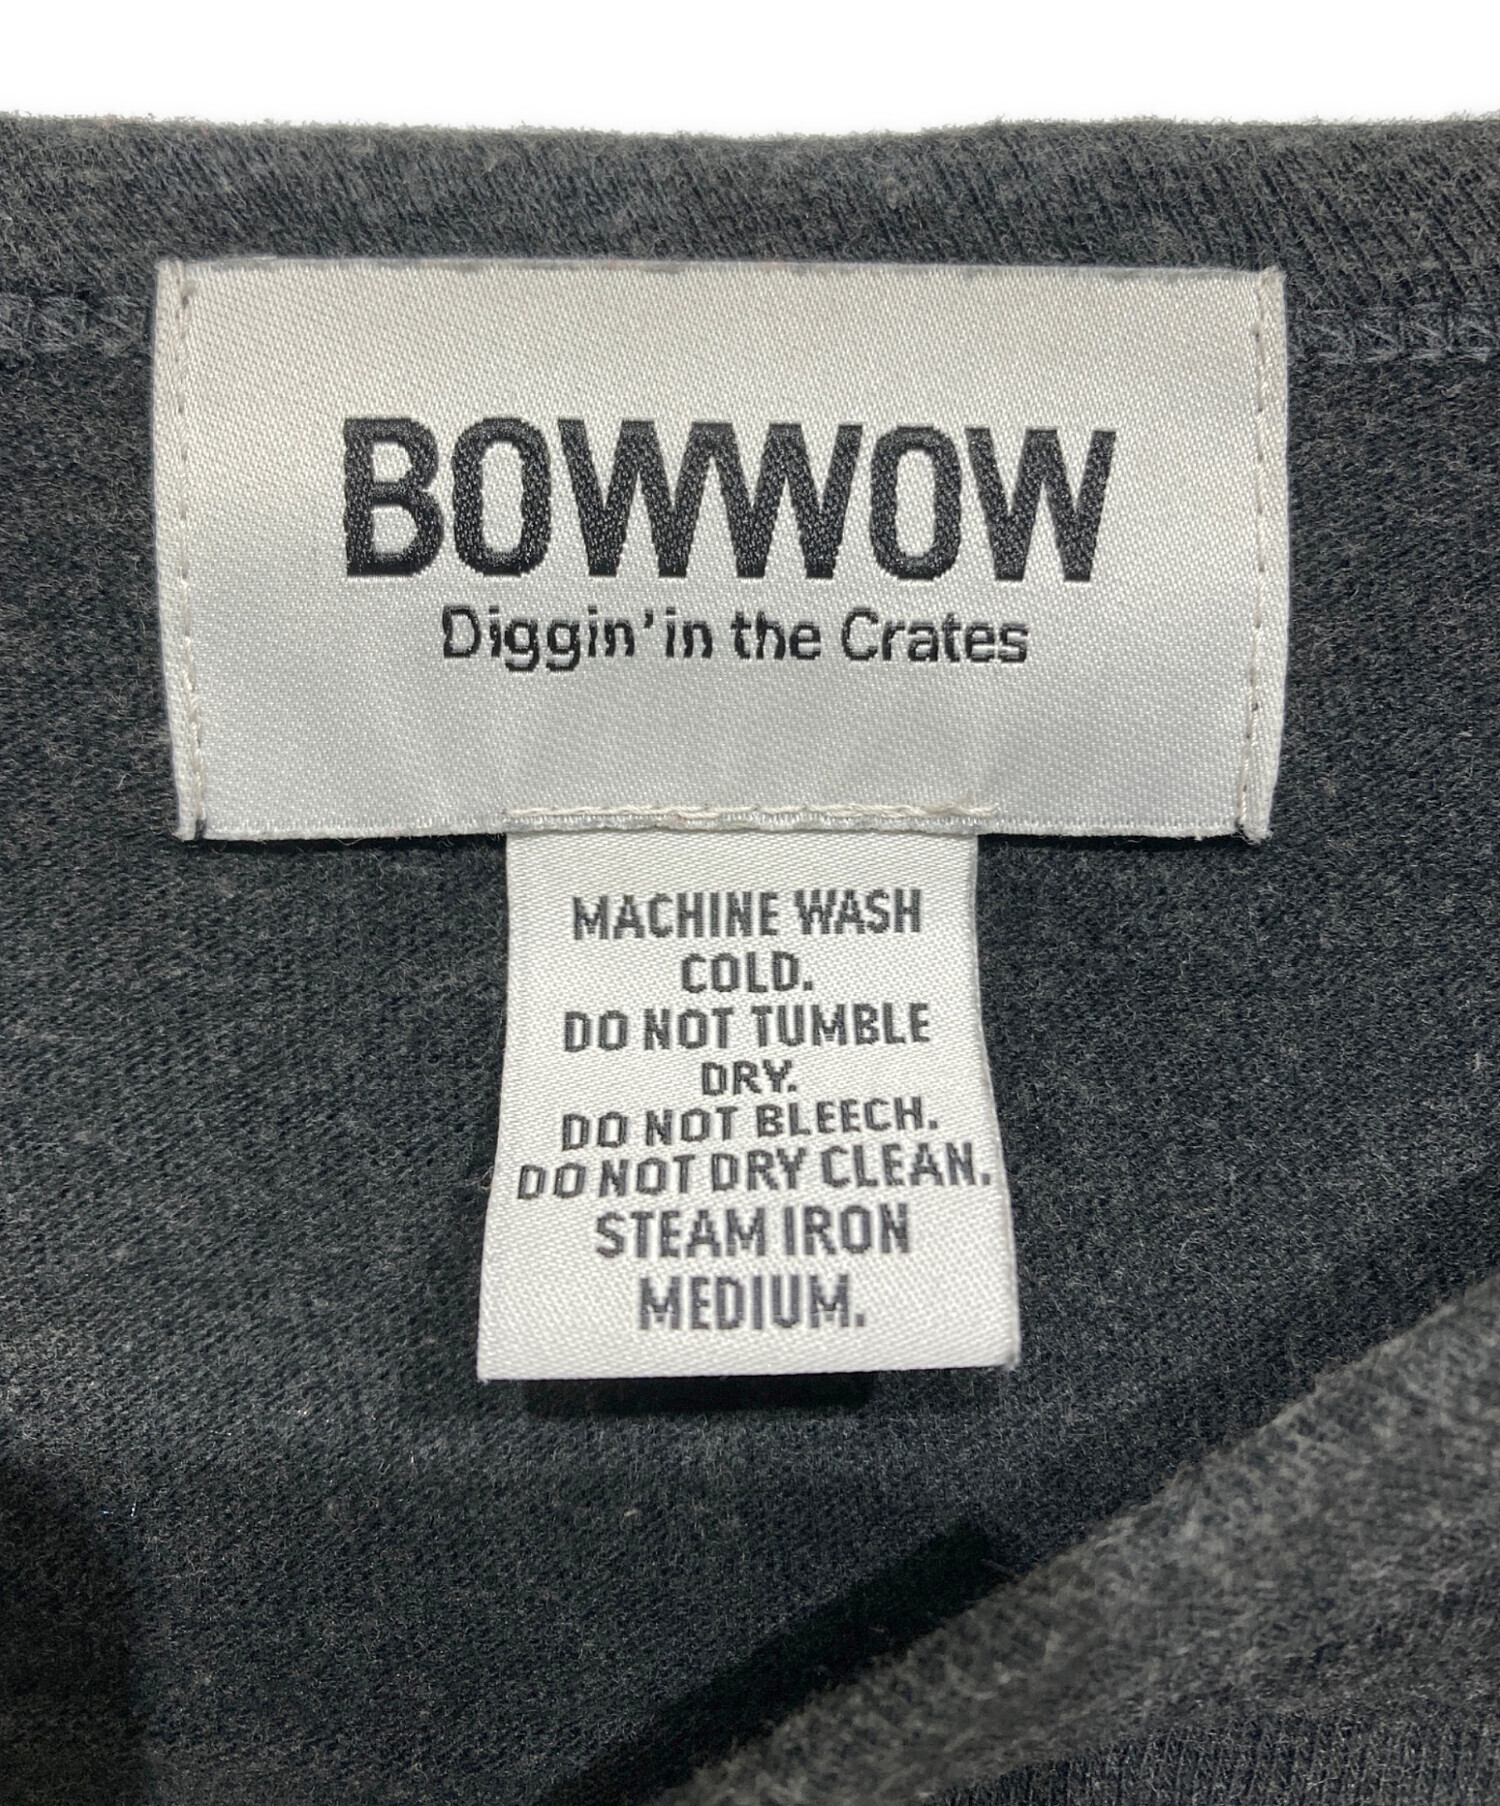 BOWWOW
Diggin' in the Crates
MACHINE WASH
COLD.
DO NOT TUMBLE
DRY.
DO NOT BLEECH.
DO NOT DRY CLEAN.
STEAM IRON
MEDIUM.